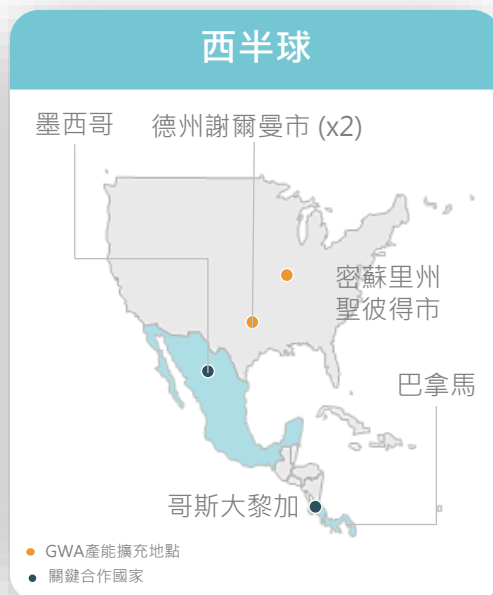 西半球
墨西哥
德州謝爾曼市 (x2)
密蘇里州
聖彼得市
巴拿馬
哥斯大黎加
GWA產能擴充地點
關鍵合作國家